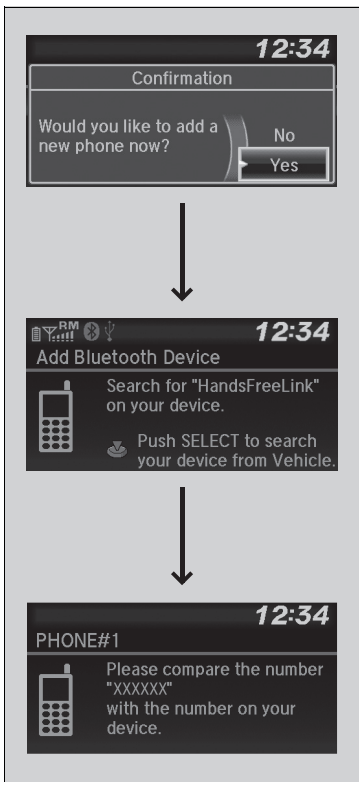 12:34
Confirmation
Would you like to add a
new phone now?
No
Yes
RM
12:34
Add Bluetooth Device
Search for "HandsFreeLink"
on your device.
Push SELECT to search
your device from Vehicle.
12:34
PHONE#1
Please compare the number
"XXXXXX"
with the number on your
device.